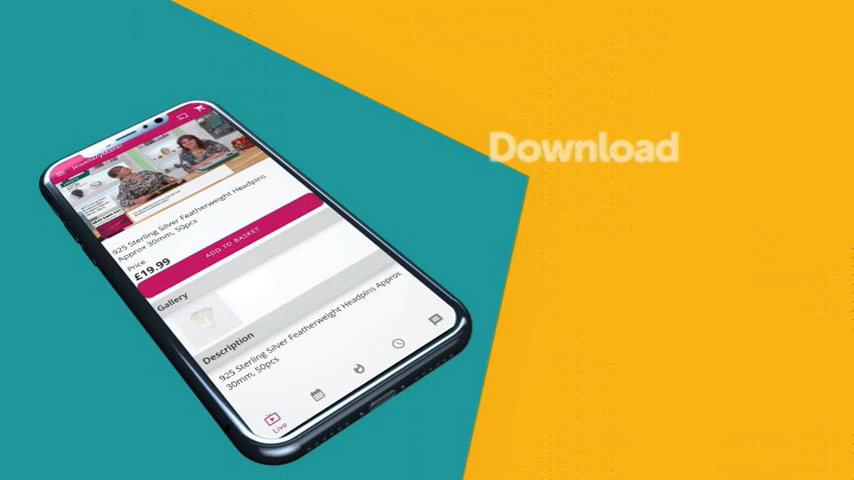 Download
JewelleryMaker
925 Sterling Silver Featherweight Headpins
Approx 30mm, 50pcs
Price
£19.99
ADD TO BASKET
Gallery
Description
925 Sterling Silver Featherweight Headpins Approx
30mm, 50pcs
Live